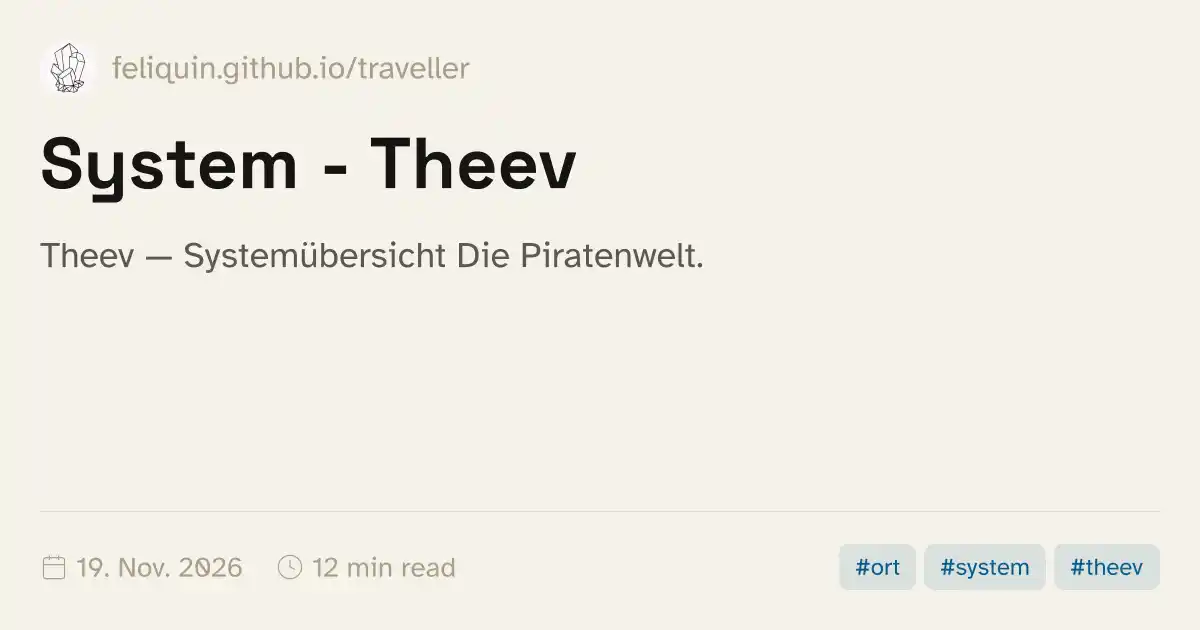 feliquin.github.io/traveller
System - Theev
Theev — Systemübersicht Die Piratenwelt.
19. Nov. 2026 12 min read #ort #system #theev